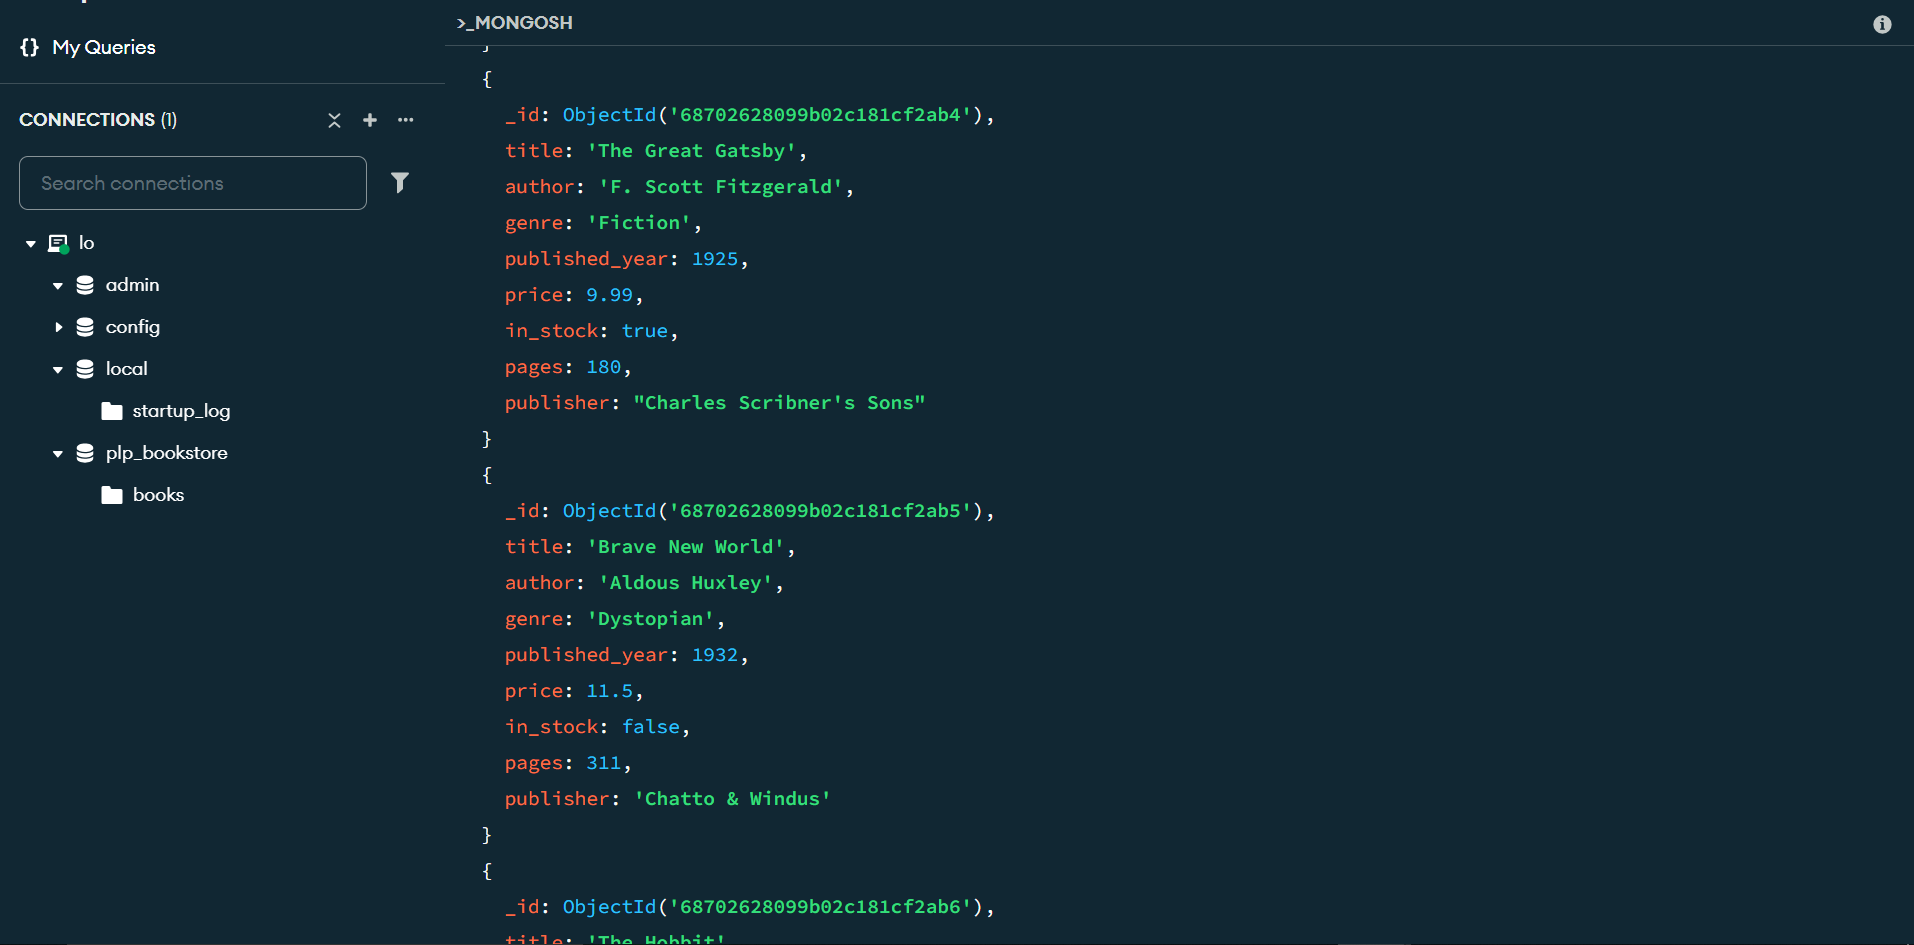 {} My Queries
CONNECTIONS (1)
Search connections
lo
admin
config
local
startup_log
plp_bookstore
books
>_MONGOSH
}
{
_id: ObjectId('68702628099b02c181cf2ab4'),
title: 'The Great Gatsby',
author: 'F. Scott Fitzgerald',
genre: 'Fiction',
published_year: 1925,
price: 9.99,
in_stock: true,
pages: 180,
publisher: "Charles Scribner's Sons"
}
{
_id: ObjectId('68702628099b02c181cf2ab5'),
title: 'Brave New World',
author: 'Aldous Huxley',
genre: 'Dystopian',
published_year: 1932,
price: 11.5,
in_stock: false,
pages: 311,
publisher: 'Chatto & Windus'
}
{
_id: ObjectId('68702628099b02c181cf2ab6'),
title: 'The Hobbit'